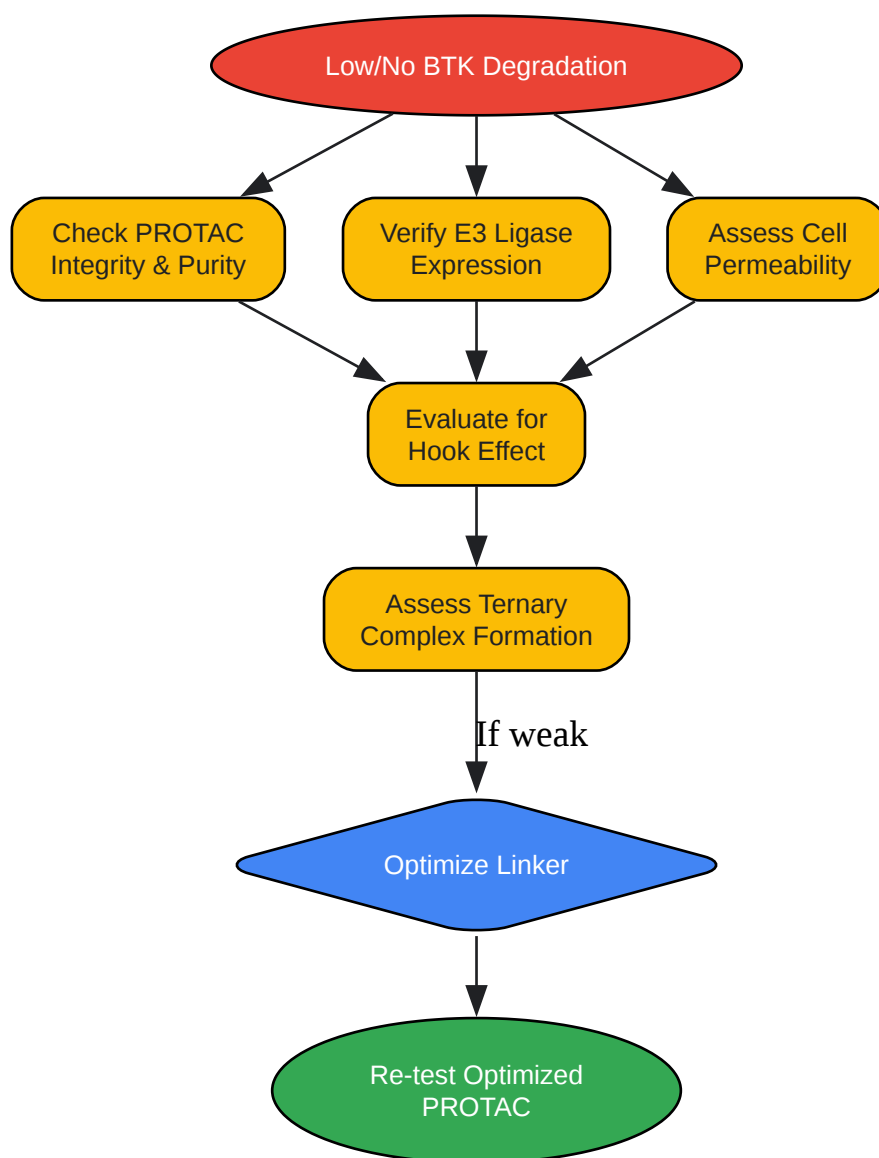 Low/No BTK Degradation
Check PROTAC
Integrity & Purity
Verify E3 Ligase
Expression
Assess Cell
Permeability
Evaluate for
Hook Effect
Assess Ternary
Complex Formation
If weak
Optimize Linker
Re-test Optimized
PROTAC